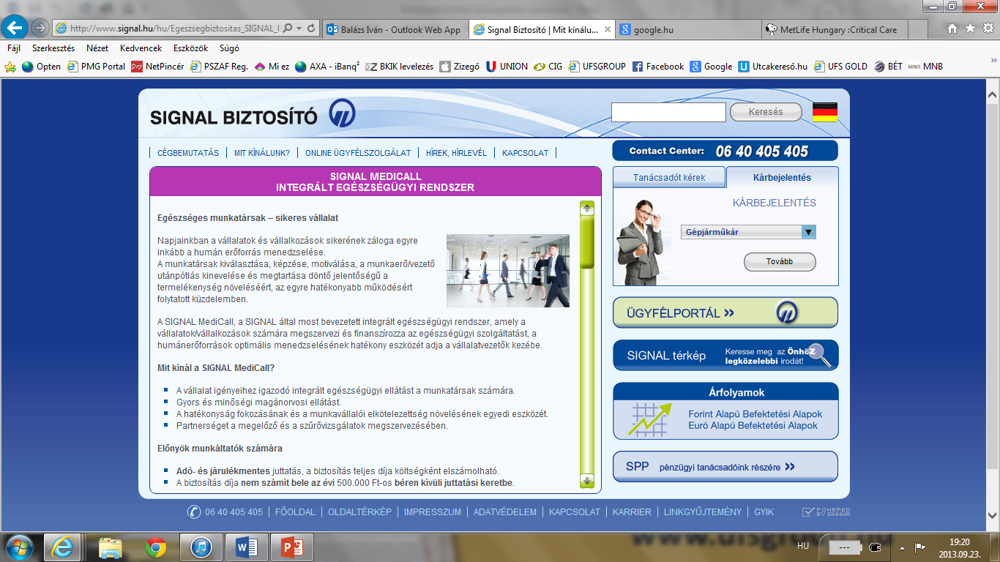 http://www.signal.hu/hu/Egeszsegbiztositas_SIGNAL_
Balázs Iván - Outlook Web App
Signal Biztosító | Mit kínálu...
google.hu
MetLife Hungary :Critical Care
Fájl Szerkesztés Nézet Kedvencek Eszközök Súgó
Opten PMG Portal NetPincér PSZAF Reg. Mi ez AXA - iBanq² BKIK levelezés Zizegő UNION CIG UFSGROUP Facebook Google Utcakereső.hu UFS GOLD BÉT MNB MNB
SIGNAL BIZTOSÍTÓ
Keresés
CÉGBEMUTATÁS MIT KÍNÁLUNK? ONLINE ÜGYFÉLSZOLGÁLAT HÍREK, HÍRLEVÉL KAPCSOLAT
Contact Center: 06 40 405 405
SIGNAL MEDICALL
INTEGRÁLT EGÉSZSÉGÜGYI RENDSZER
Egészséges munkatársak – sikeres vállalat
Napjainkban a vállalatok és vállalkozások sikerének záloga egyre
inkább a humán erőforrás menedzselése.
A munkatársak kiválasztása, képzése, motiválása, a munkaerő/vezető
utánpótlás kinevelése és megtartása döntő jelentőségű a
termelékenység növeléséért, az egyre hatékonyabb működésért
folytatott küzdelemben.
A SIGNAL MediCall, a SIGNAL által most bevezetett integrált egészségügyi rendszer, amely a
vállalatok/vállalkozások számára megszervezi és finanszírozza az egészségügyi szolgáltatást, a
humánerőforrások optimális menedzselésének hatékony eszközét adja a vállalatvezetők kezébe.
Mit kínál a SIGNAL MediCall?
A vállalat igényeihez igazodó integrált egészségügyi ellátást a munkatársak számára.
Gyors és minőségi magánorvosi ellátást.
A hatékonyság fokozásának és a munkavállalói elkötelezettség növelésének egyedi eszközét.
Partnerséget a megelőző és a szűrővizsgálatok megszervezésében.
Előnyök munkáltatók számára
Adó- és járulékmentes juttatás, a biztosítás teljes díja költségként elszámolható.
A biztosítás díja nem számít bele az évi 500.000 Ft-os béren kívüli juttatási keretbe.
Tanácsadót kérek
Kárbejelentés
KÁRBEJELENTÉS
Gépjárműkár
Tovább
ÜGYFÉLPORTÁL »
SIGNAL térkép
Keresse meg az Önhöz
legközelebbi irodát!
Árfolyamok
Forint Alapú Befektetési Alapok
Euró Alapú Befektetési Alapok
SPP pénzügyi tanácsadóink részére »
06 40 405 405 FŐOLDAL OLDALTÉRKÉP IMPRESSZUM ADATVÉDELEM KAPCSOLAT KARRIER LINKGYŰJTEMÉNY GYIK
POWERED
BY SIWWWA
HU
---
19:20
2013.09.23.